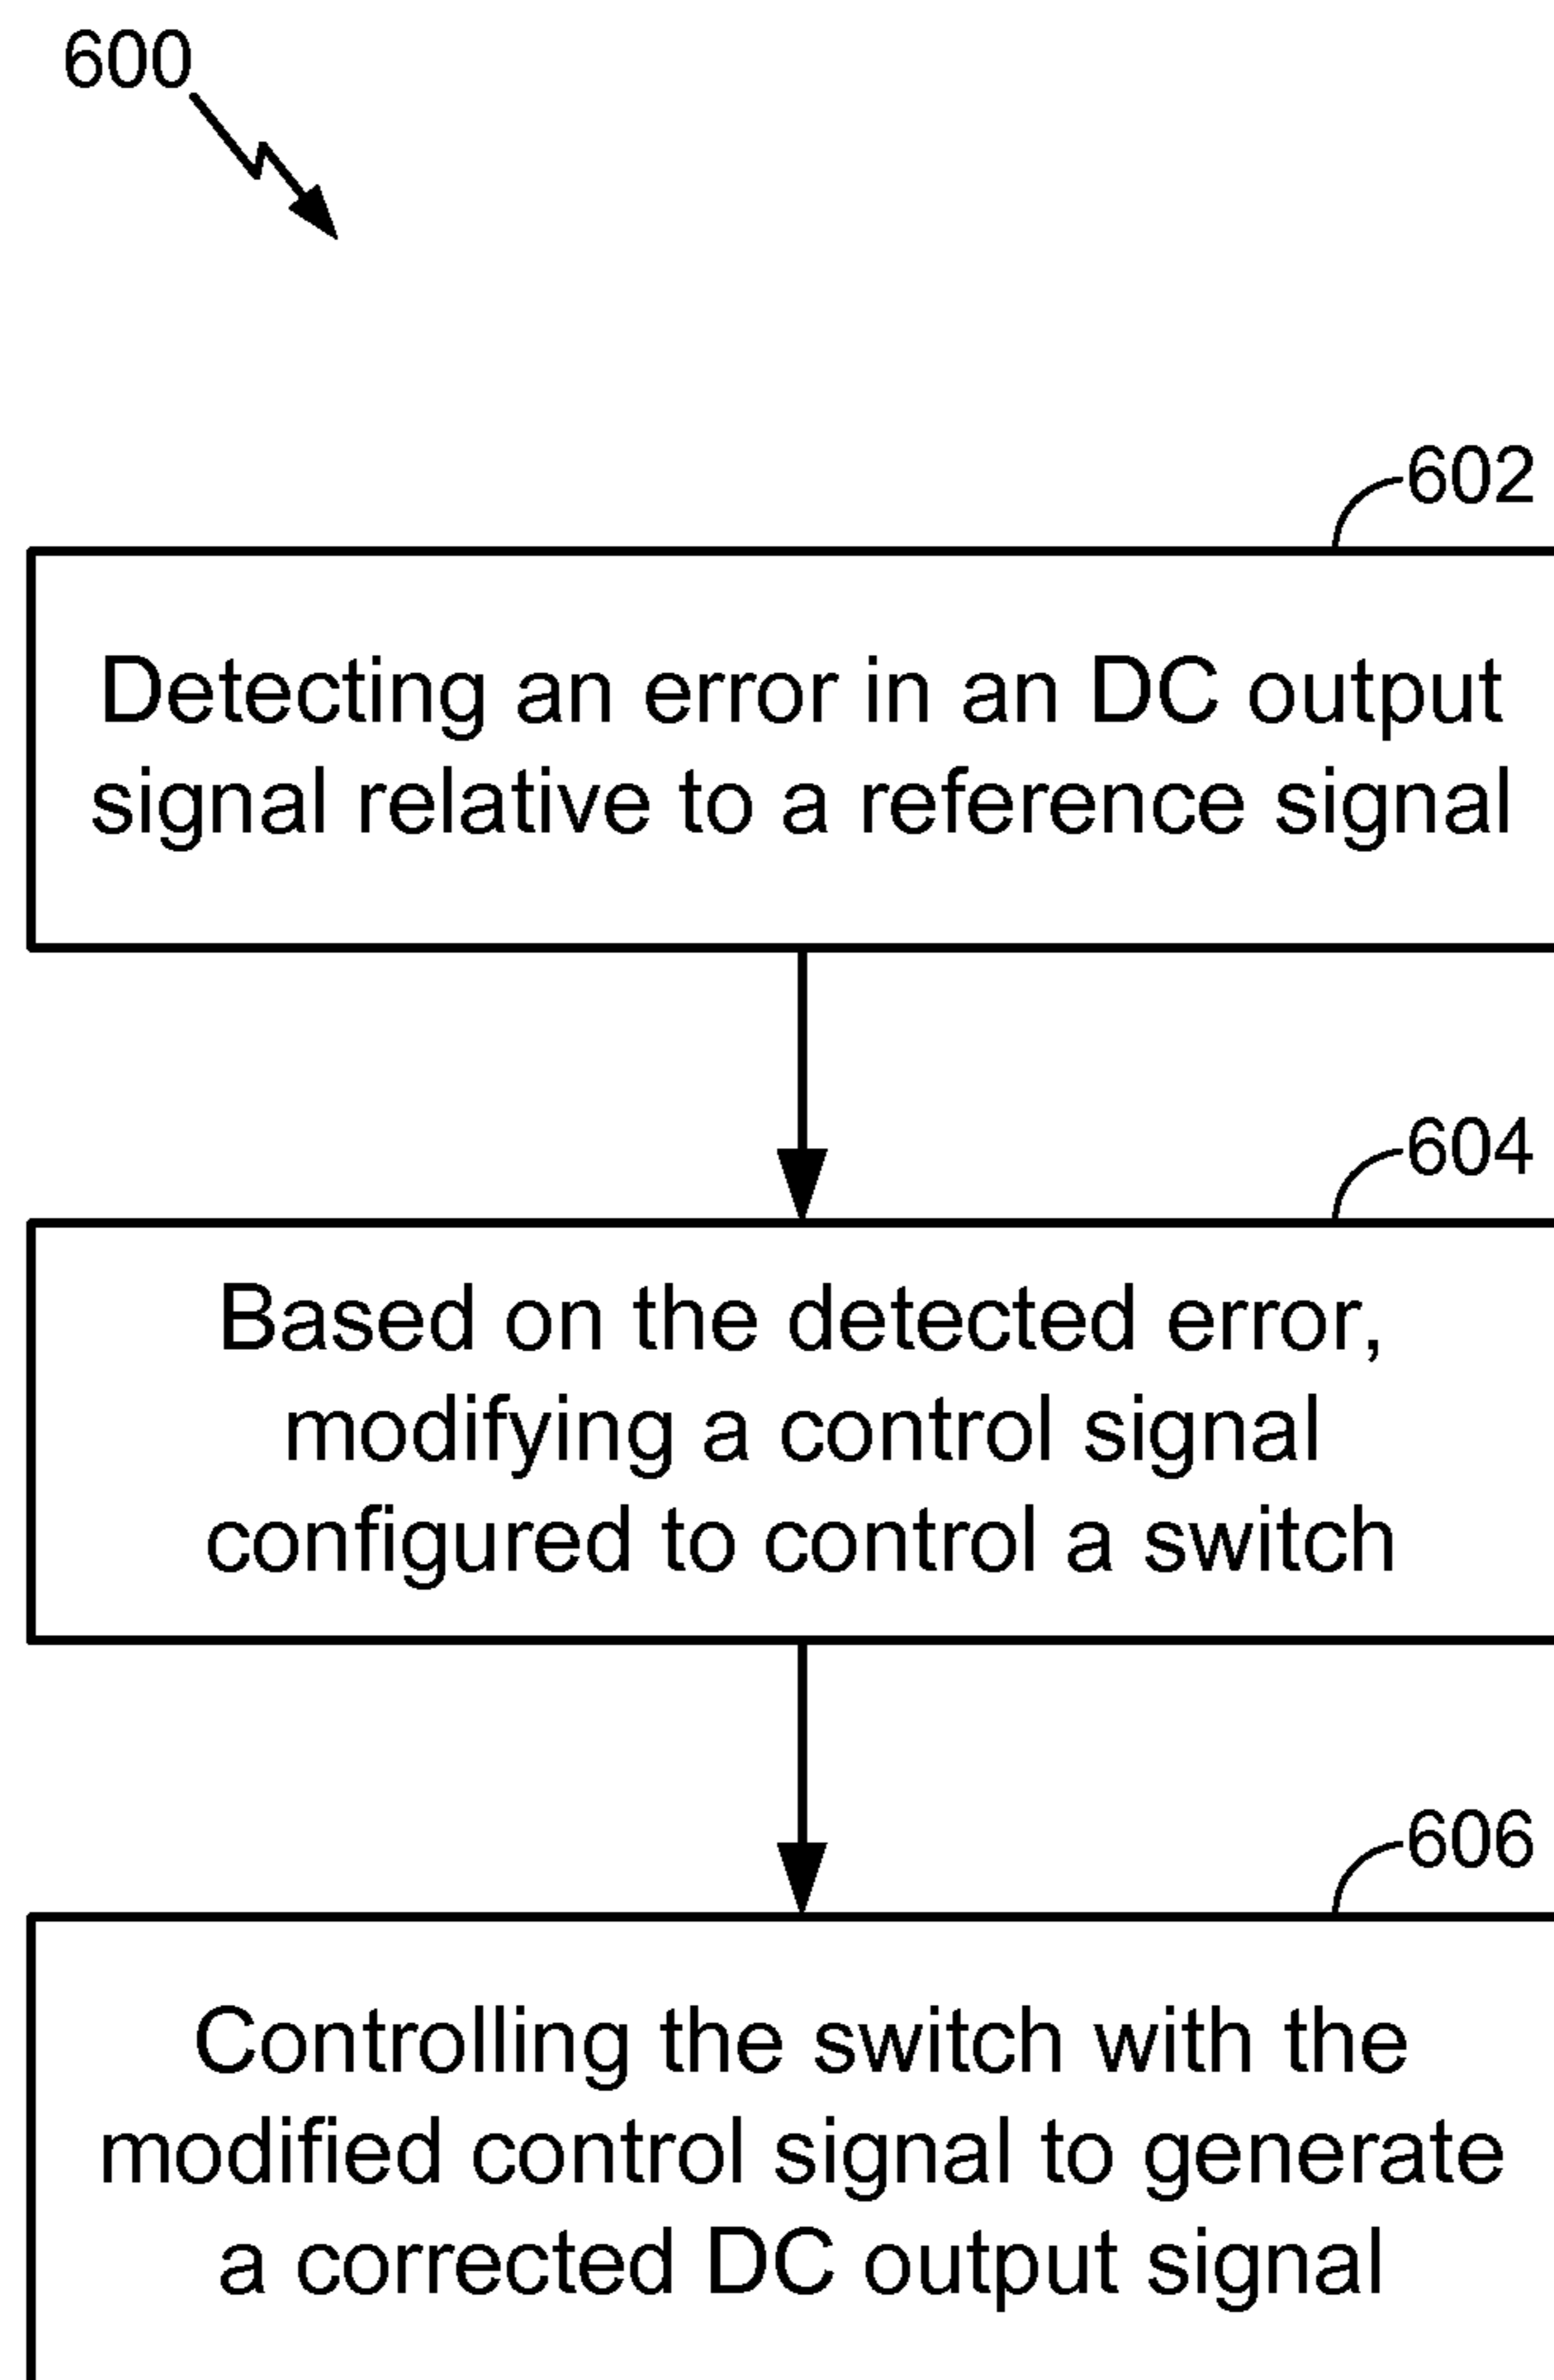 600
602
Detecting an error in an DC output
signal relative to a reference signal
604
Based on the detected error,
modifying a control signal
configured to control a switch
606
Controlling the switch with the
modified control signal to generate
a corrected DC output signal